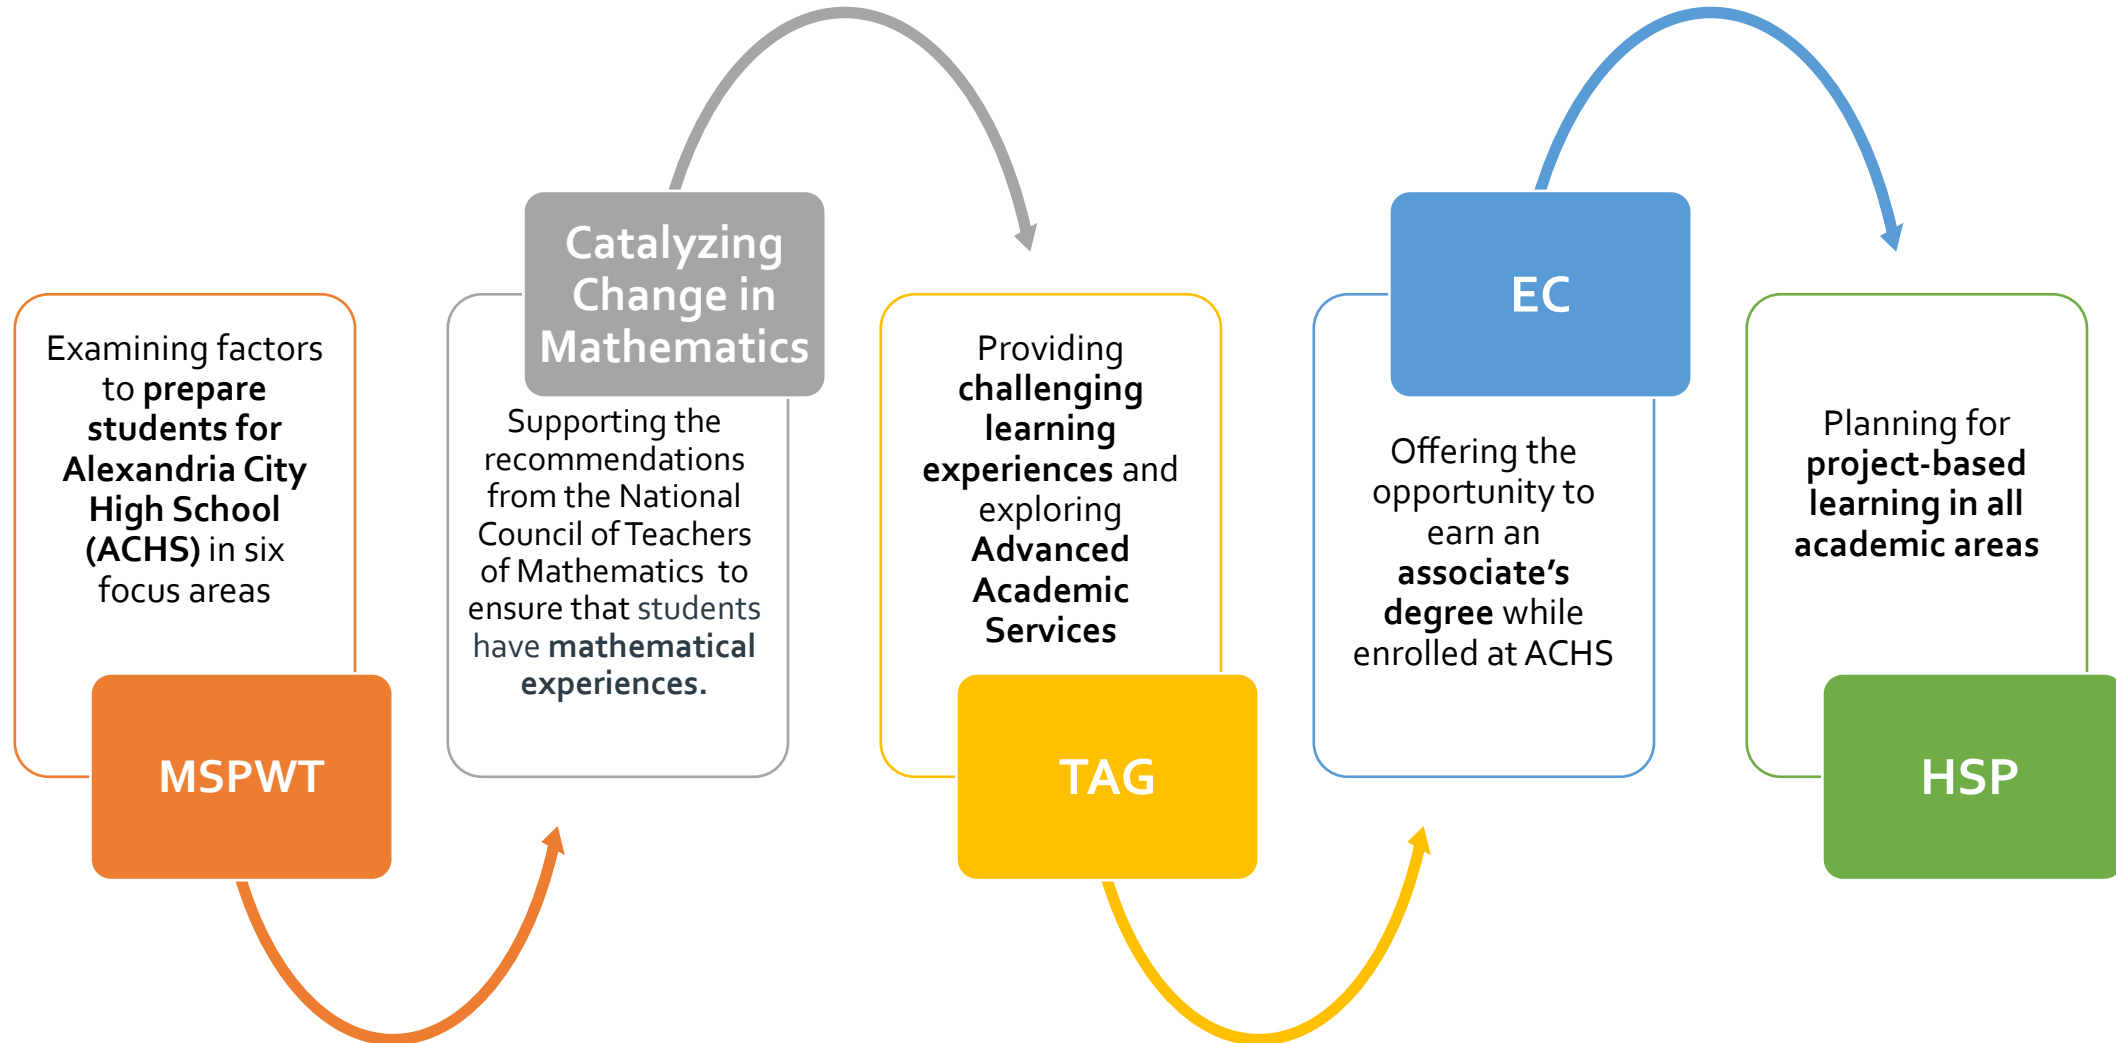 Examining factors
to prepare
students for
Alexandria City
High School
(ACHS) in six
focus areas
MSPWT
Catalyzing
Change in
Mathematics
Supporting the
recommendations
from the National
Council of Teachers
of Mathematics  to
ensure that students
have mathematical
experiences.
Providing
challenging
learning
experiences and
exploring
Advanced
Academic
Services
TAG
EC
Offering the
opportunity to
earn an
associate’s
degree while
enrolled at ACHS
Planning for
project-based
learning in all
academic areas
HSP